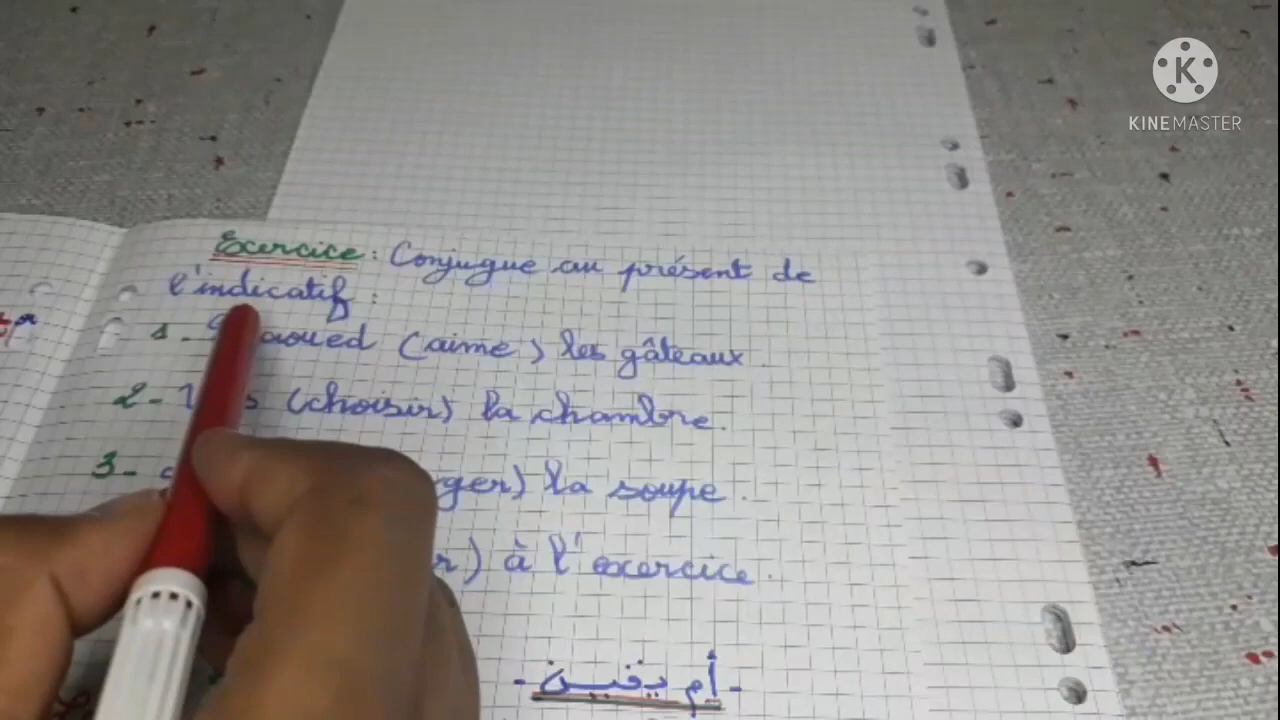 KINEMASTER
Exercice : Conjugue au présent de
l'indicatif :
1 - aoued (aime) les gâteaux.
2 - (choisir) la chambre.
3 - ger) la soupe.
r) à l'exercice.
- أم يقين -